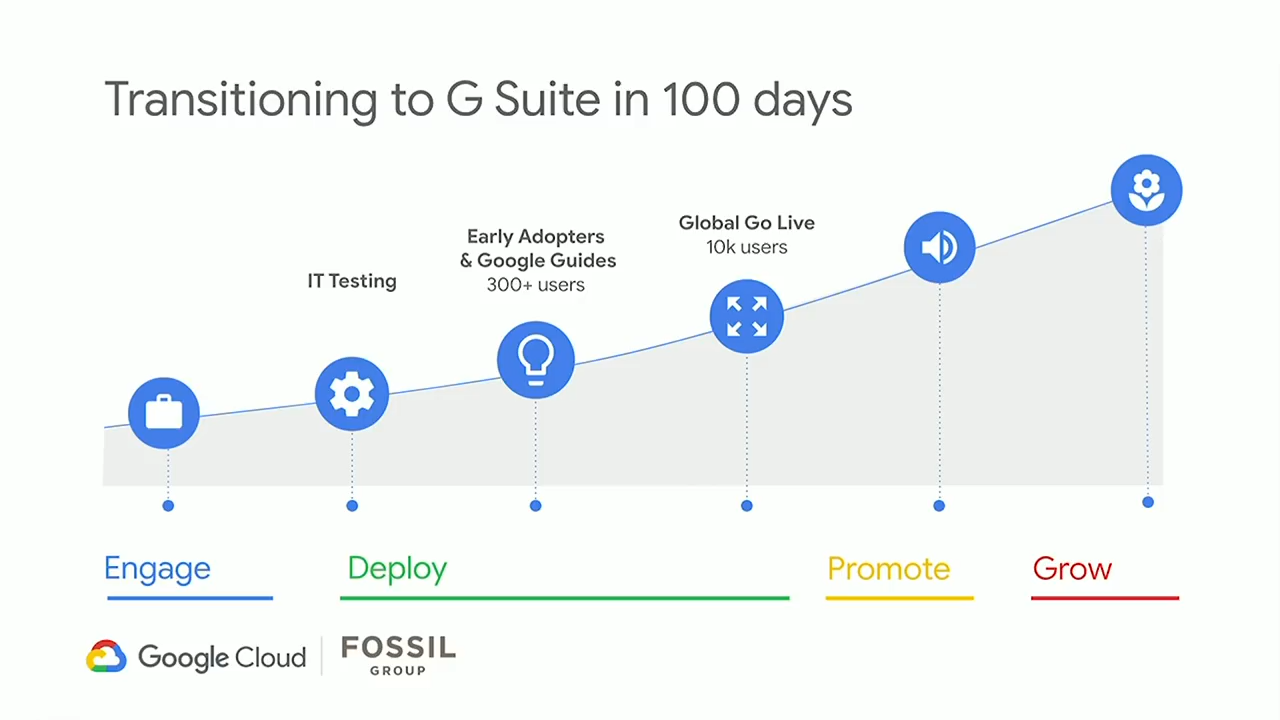 Transitioning to G Suite in 100 days
IT Testing
Early Adopters
& Google Guides
300+ users
Global Go Live
10k users
Engage
Deploy
Promote
Grow
Google Cloud
FOSSIL
GROUP